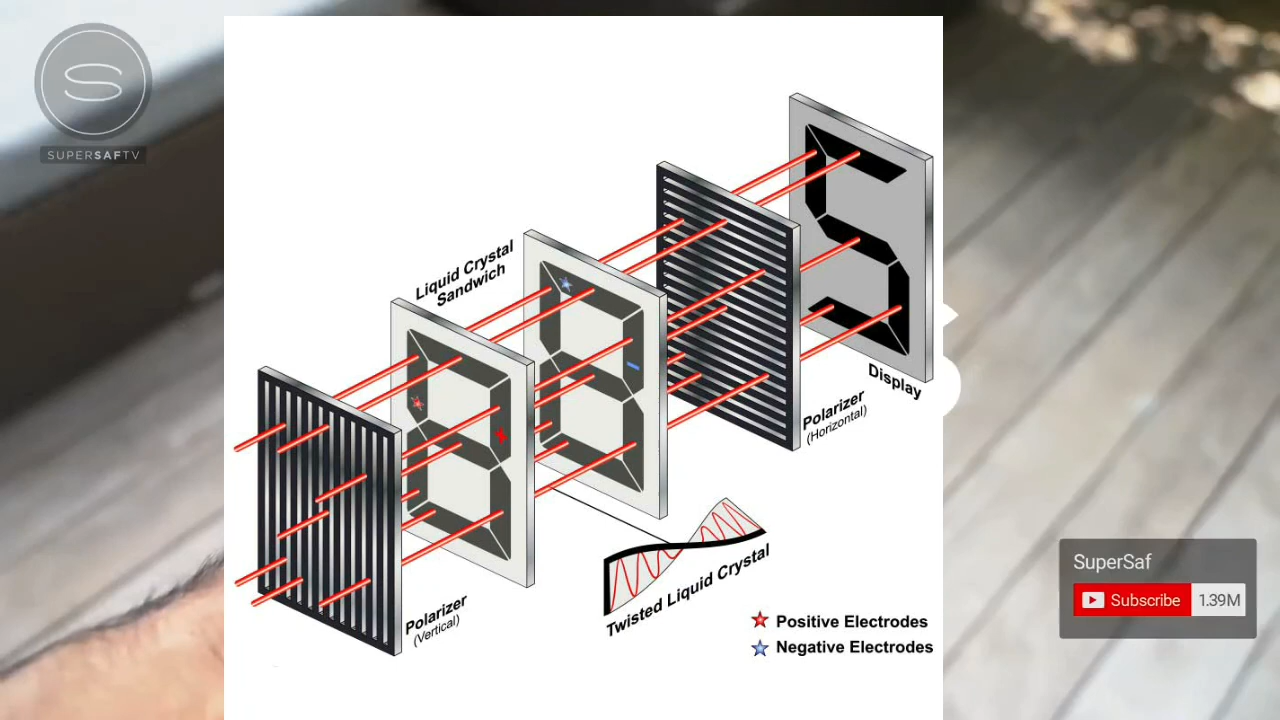 SUPERSAFTV
Liquid Crystal
Sandwich
Display
Polarizer
(Horizontal)
Twisted Liquid Crystal
Polarizer
(Vertical)
Positive Electrodes
Negative Electrodes
SuperSaf
Subscribe 1.39M